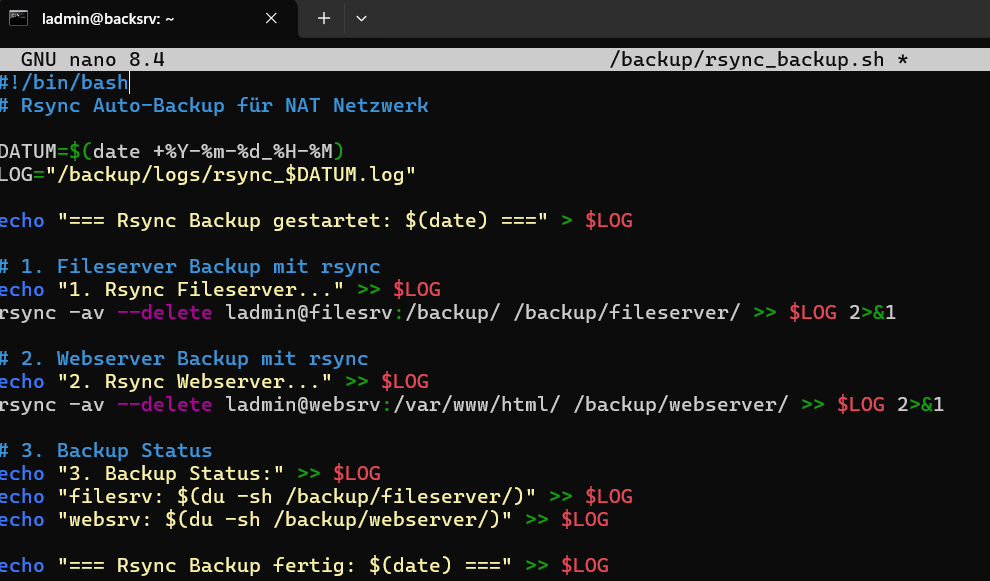 ladmin@backsrv: ~
GNU nano 8.4 /backup/rsync_backup.sh *
#!/bin/bash
# Rsync Auto-Backup für NAT Netzwerk
DATUM=$(date +%Y-%m-%d_%H-%M)
LOG="/backup/logs/rsync_$DATUM.log"
echo "=== Rsync Backup gestartet: $(date) ===" > $LOG
# 1. Fileserver Backup mit rsync
echo "1. Rsync Fileserver..." >> $LOG
rsync -av --delete ladmin@filesrv:/backup/ /backup/fileserver/ >> $LOG 2>&1
# 2. Webserver Backup mit rsync
echo "2. Rsync Webserver..." >> $LOG
rsync -av --delete ladmin@websrv:/var/www/html/ /backup/webserver/ >> $LOG 2>&1
# 3. Backup Status
echo "3. Backup Status:" >> $LOG
echo "filesrv: $(du -sh /backup/fileserver/)" >> $LOG
echo "websrv: $(du -sh /backup/webserver/)" >> $LOG
echo "=== Rsync Backup fertig: $(date) ===" >> $LOG